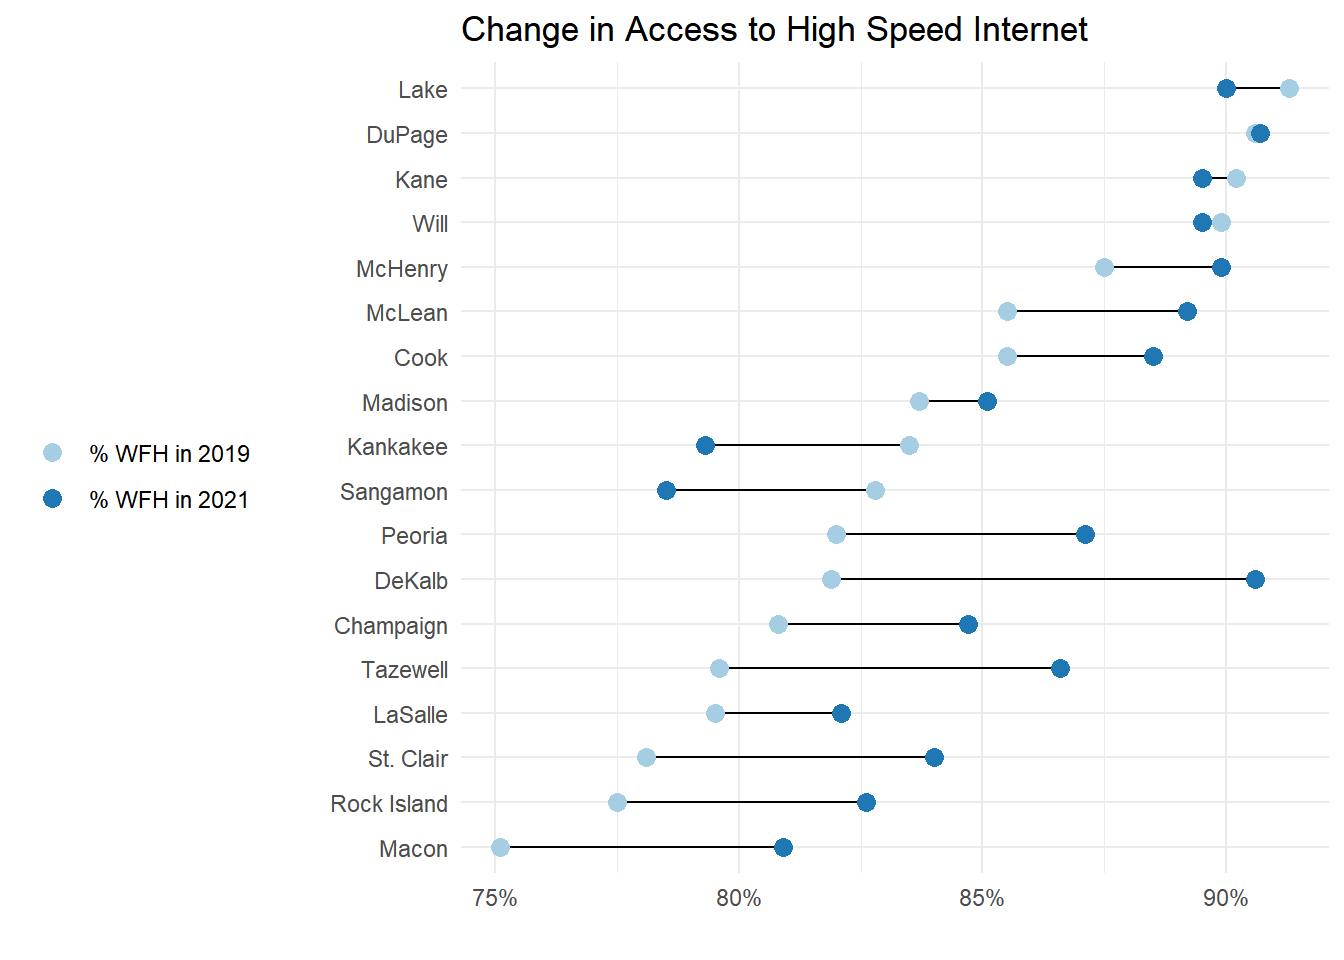 Change in Access to High Speed Internet
Lake
DuPage
Kane
Will
McHenry
McLean
Cook
Madison
Kankakee
Sangamon
Peoria
DeKalb
Champaign
Tazewell
LaSalle
St. Clair
Rock Island
Macon
% WFH in 2019
% WFH in 2021
75% 80% 85% 90%